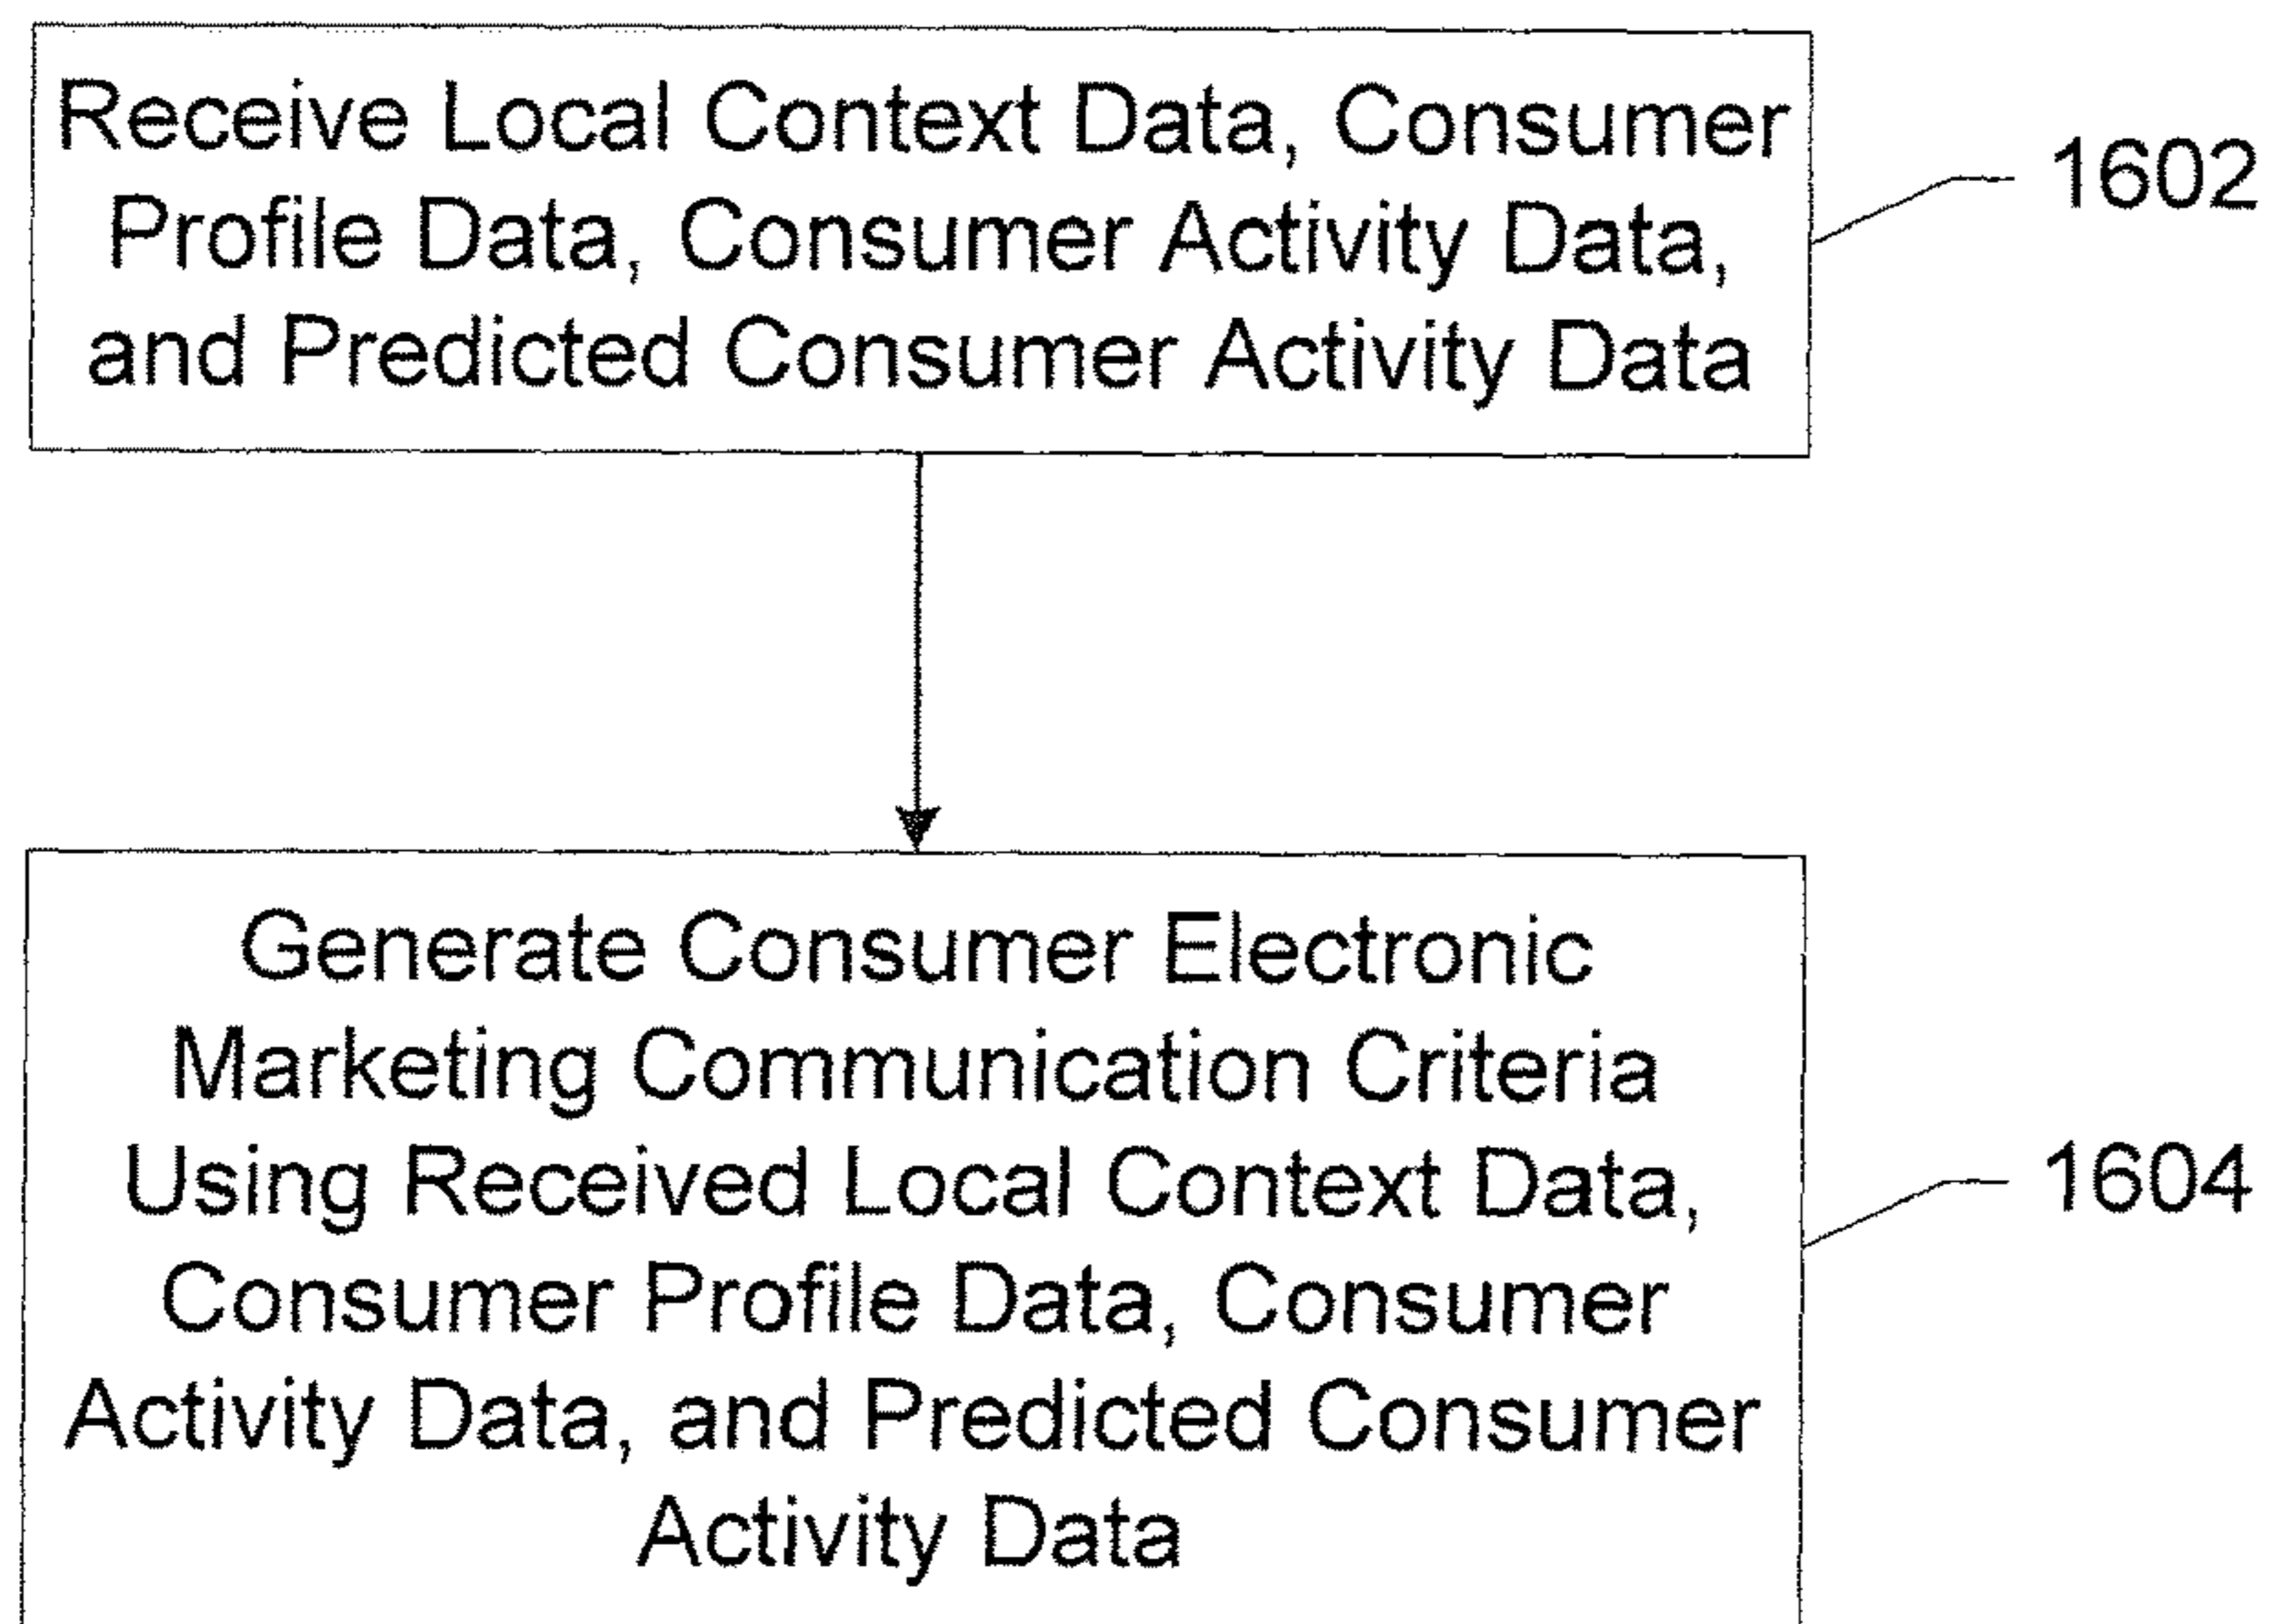 Receive Local Context Data, Consumer
Profile Data, Consumer Activity Data,
and Predicted Consumer Activity Data
1602
Generate Consumer Electronic
Marketing Communication Criteria
Using Received Local Context Data,
Consumer Profile Data, Consumer
Activity Data, and Predicted Consumer
Activity Data
1604